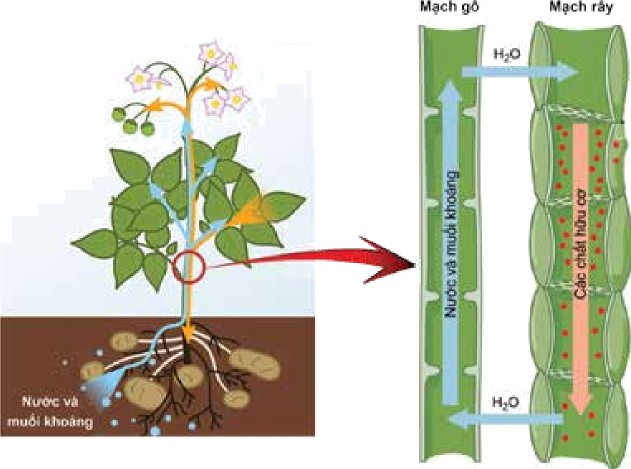 Mạch gỗ
Mạch rây
H₂O
Nước và muối khoáng
Các chất hữu cơ
H₂O
Nước và
muối khoáng